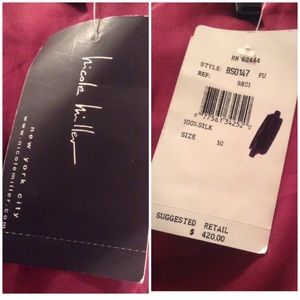 nicole miller
new york city
www.nicolemiller.com
RN 62444
STYLE: BS0147 FU
REF: 9801
100%SILK
SIZE 10
SUGGESTED RETAIL
$ 420.00